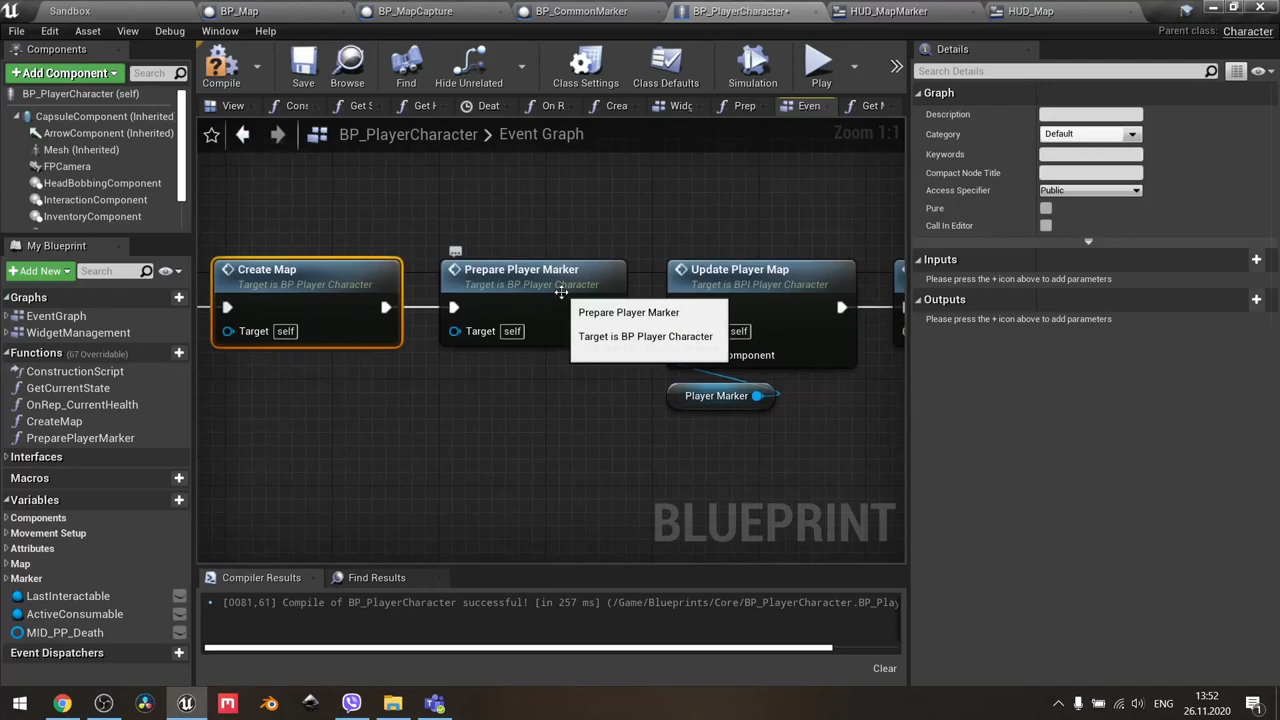 Sandbox
BP_Map
BP_MapCapture
BP_CommonMarker
BP_PlayerCharacter*
HUD_MapMarker
HUD_Map
File
Edit
Asset
View
Debug
Window
Help
Parent class:
Character
Components
+Add Component
Search
BP_PlayerCharacter (self)
CapsuleComponent (Inherited)
ArrowComponent (Inherited)
Mesh (Inherited)
FPCamera
HeadBobbingComponent
InteractionComponent
InventoryComponent
Compile
Save
Browse
Find
Hide Unrelated
Class Settings
Class Defaults
Simulation
Play
View
Cons
Get S
Deat
On R
Crea
Widg
Prep
Even
BP_PlayerCharacter > Event Graph
Zoom 1:1
Create Map
Target is BP Player Character
Target
self
Prepare Player Marker
Target is BP Player Character
Target
self
Update Player Map
Target is BPI Player Character
self
omponent
Player Marker
Prepare Player Marker
Target is BP Player Character
BLUEPRINT
My Blueprint
+Add New
Search
Graphs
EventGraph
WidgetManagement
Functions (67 Overridable)
ConstructionScript
GetCurrentState
OnRep_CurrentHealth
CreateMap
PreparePlayerMarker
Interfaces
Macros
Variables
Components
Movement Setup
Attributes
Map
Marker
LastInteractable
ActiveConsumable
MID_PP_Death
Event Dispatchers
Compiler Results
Find Results
[0081,61] Compile of BP_PlayerCharacter successful! [in 257 ms] (/Game/Blueprints/Core/BP_PlayerCharacter.BP_Play
Clear
Details
Search Details
Graph
Description
Category
Default
Keywords
Compact Node Title
Access Specifier
Public
Pure
Call In Editor
Inputs
Please press the + icon above to add parameters
Outputs
Please press the + icon above to add parameters
ENG
13:52
26.11.2020